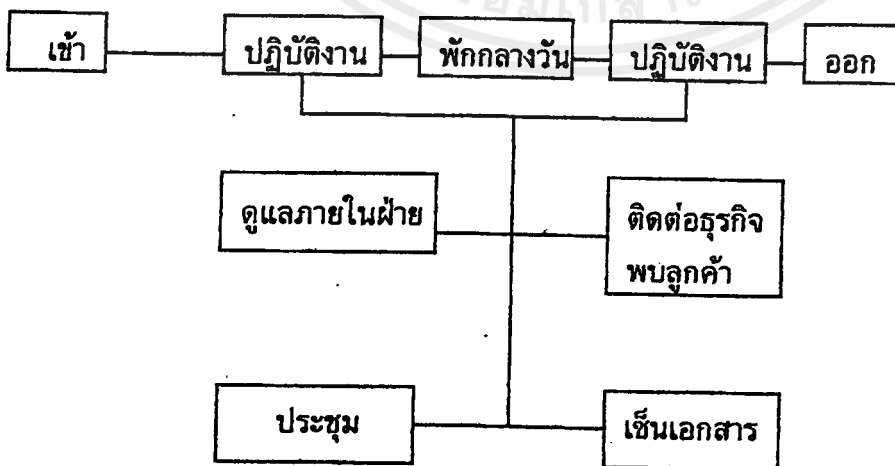 เช้า ปฏิบัติงาน พักกลางวัน ปฏิบัติงาน ออก
ดูแลภายในฝ่าย
ติดต่อธุรกิจ
พบลูกค้า
ประชุม
เซ็นเอกสาร